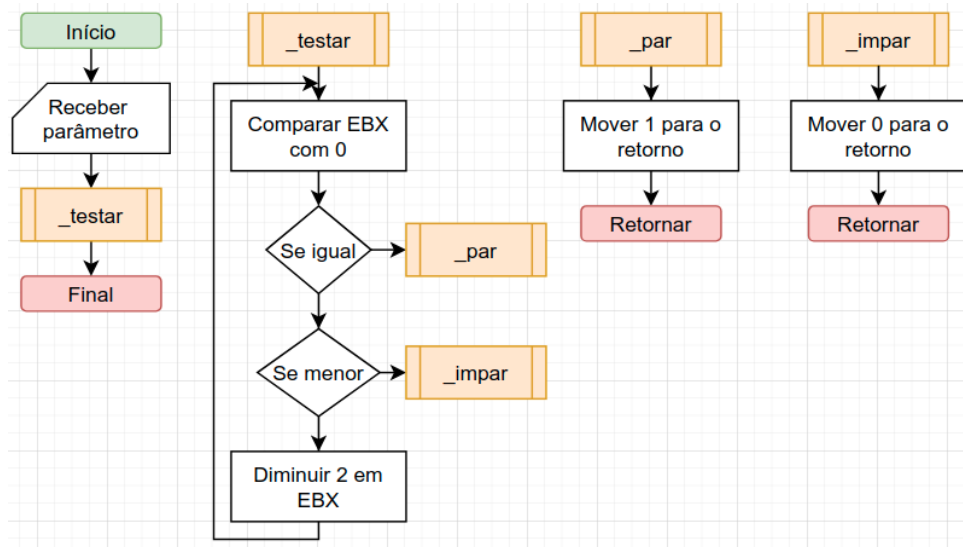 Início
Receber
parâmetro
_testar
Final
_testar
Comparar EBX
com 0
Se igual
_par
Se menor
_impar
Diminuir 2 em
EBX
_par
Mover 1 para o
retorno
Retornar
_impar
Mover 0 para o
retorno
Retornar